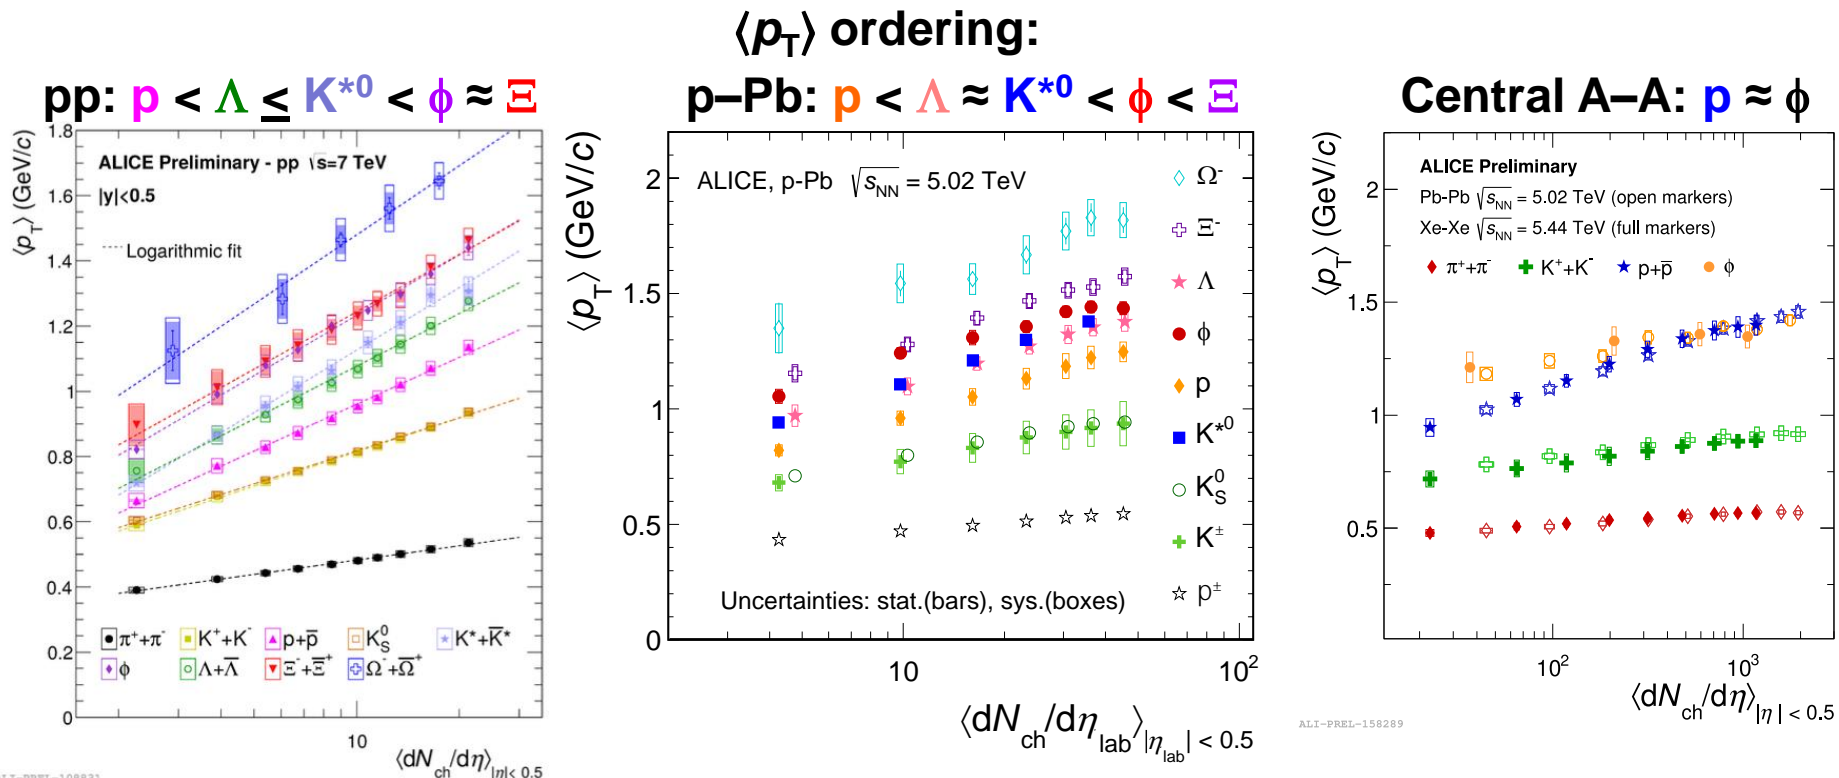 ⟨pT⟩ ordering:
pp: p < Λ ≤ K*0 < ϕ ≈ Ξ
p–Pb: p < Λ ≈ K*0 < ϕ < Ξ
Central A–A: p ≈ ϕ
⟨pT⟩ (GeV/c)
1.8
1.6
1.4
1.2
1
0.8
0.6
0.4
0.2
0
ALICE Preliminary - pp √s=7 TeV
|y|<0.5
Logarithmic fit
π⁺+π⁻ K⁺+K⁻ p+p̅ K⁰S K*+K̅*
ϕ Λ+Λ̅ Ξ⁻+Ξ̅⁺ Ω⁻+Ω̅⁺
10
⟨dNch/dη⟩|η|< 0.5
⟨pT⟩ (GeV/c)
2
1.5
1
0.5
0
ALICE, p-Pb √sNN = 5.02 TeV
Ω⁻
Ξ⁻
Λ
ϕ
p
K*0
K⁰S
K±
p±
Uncertainties: stat.(bars), sys.(boxes)
10 10²
⟨dNch/dηlab⟩|ηlab| < 0.5
⟨pT⟩ (GeV/c)
2
1.5
1
0.5
ALICE Preliminary
Pb-Pb √sNN = 5.02 TeV (open markers)
Xe-Xe √sNN = 5.44 TeV (full markers)
π⁺+π⁻ K⁺+K⁻ p+p̅ ϕ
10² 10³
⟨dNch/dη⟩|η| < 0.5
ALI-PREL-158289